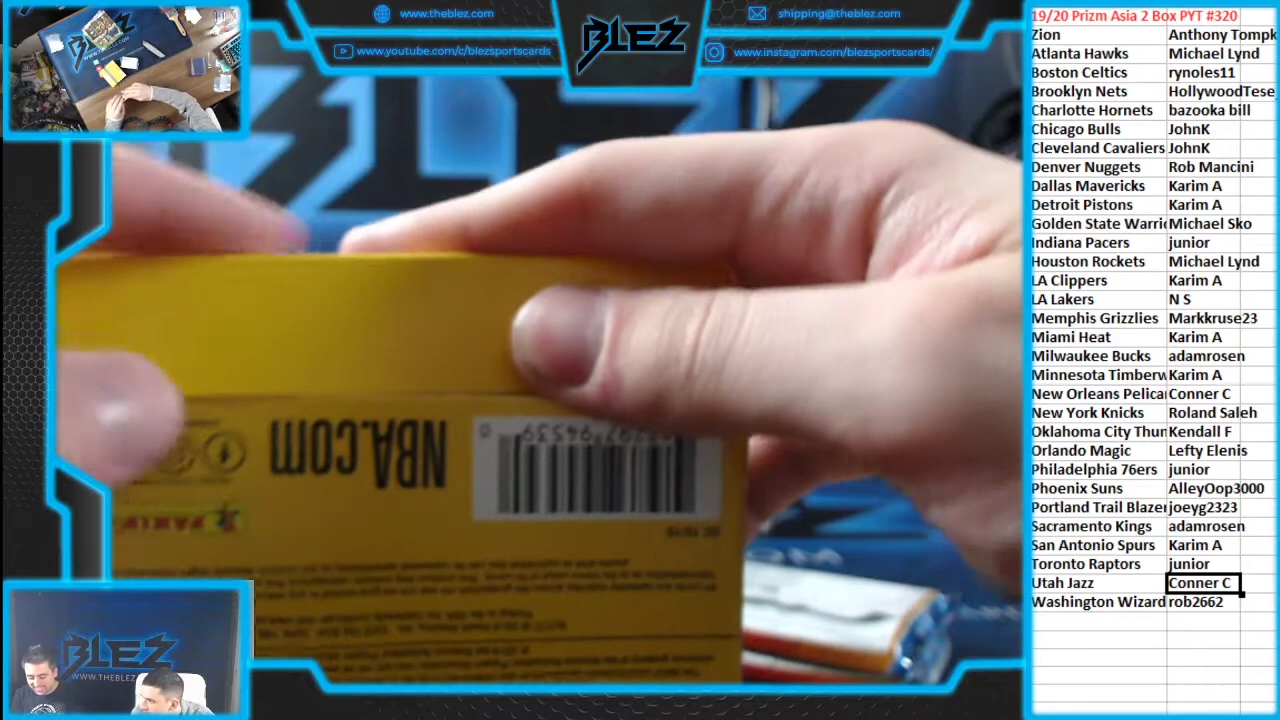 www.theblez.com
www.youtube.com/c/blezsportscards
BLEZ
shipping@theblez.com
www.instagram.com/blezsportscards/
19/20 Prizm Asia 2 Box PYT #320
Zion Anthony Tompk
Atlanta Hawks Michael Lynd
Boston Celtics rynoles11
Brooklyn Nets HollywoodTese
Charlotte Hornets bazooka bill
Chicago Bulls JohnK
Cleveland Cavaliers JohnK
Denver Nuggets Rob Mancini
Dallas Mavericks Karim A
Detroit Pistons Karim A
Golden State Warri Michael Sko
Indiana Pacers junior
Houston Rockets Michael Lynd
LA Clippers Karim A
LA Lakers N S
Memphis Grizzlies Markkruse23
Miami Heat Karim A
Milwaukee Bucks adamrosen
Minnesota Timberw Karim A
New Orleans Pelica Conner C
New York Knicks Roland Saleh
Oklahoma City Thun Kendall F
Orlando Magic Lefty Elenis
Philadelphia 76ers junior
Phoenix Suns AlleyOop3000
Portland Trail Blazer joeyg2323
Sacramento Kings adamrosen
San Antonio Spurs Karim A
Toronto Raptors junior
Utah Jazz Conner C
Washington Wizard rob2662
NBA.COM
PANINI
BLEZ
WWW.THEBLEZ